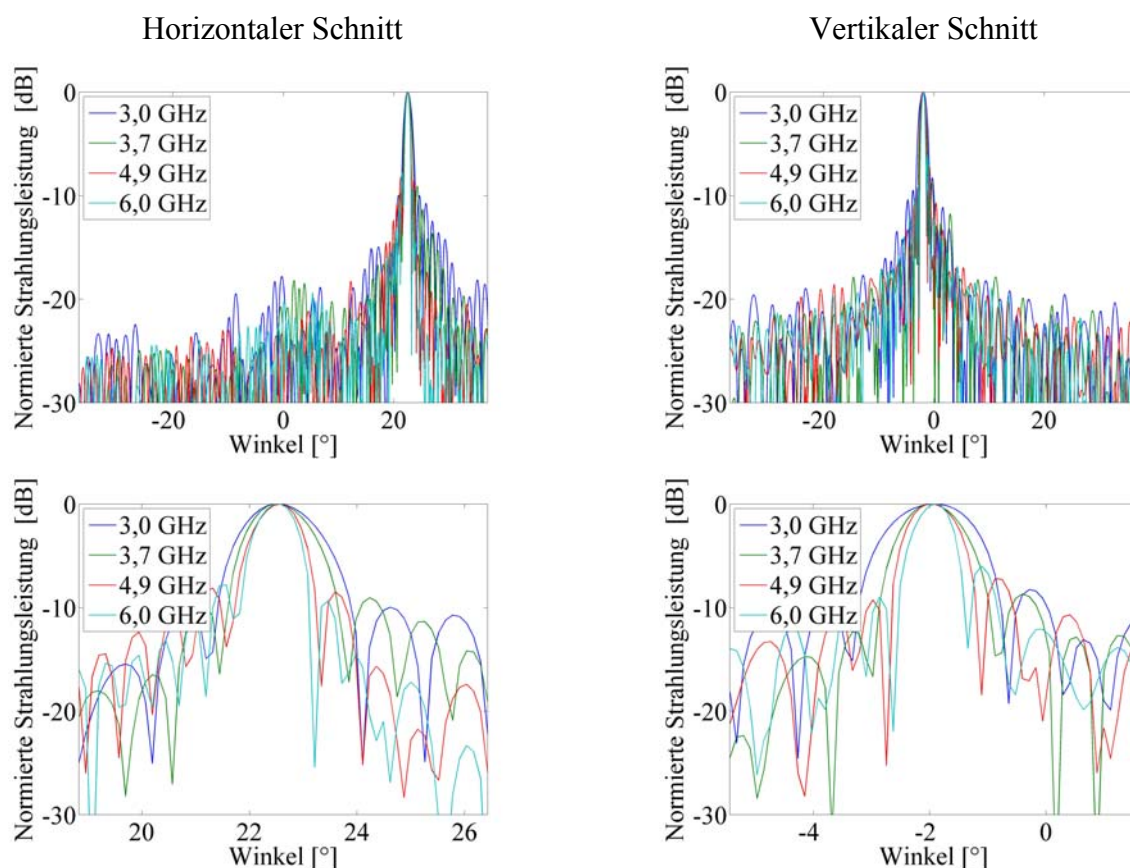 Horizontaler Schnitt
Normierte Strahlungsleistung [dB]
0
-10
-20
-30
3,0 GHz
3,7 GHz
4,9 GHz
6,0 GHz
-20
0
20
Winkel [°]
Vertikaler Schnitt
Normierte Strahlungsleistung [dB]
0
-10
-20
-30
3,0 GHz
3,7 GHz
4,9 GHz
6,0 GHz
-20
0
20
Winkel [°]
Normierte Strahlungsleistung [dB]
0
-10
-20
-30
3,0 GHz
3,7 GHz
4,9 GHz
6,0 GHz
20
22
24
26
Winkel [°]
Normierte Strahlungsleistung [dB]
0
-10
-20
-30
3,0 GHz
3,7 GHz
4,9 GHz
6,0 GHz
-4
-2
0
Winkel [°]